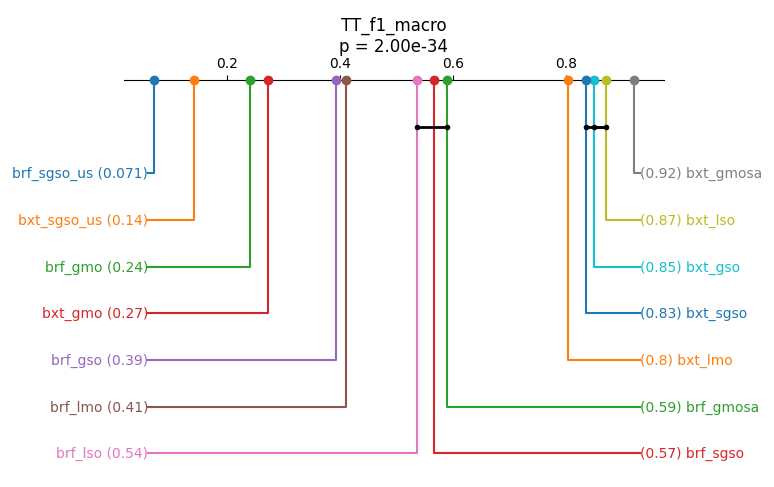 TT_f1_macro
p = 2.00e-34
0.2 0.4 0.6 0.8
brf_sgso_us (0.071) (0.92) bxt_gmosa
bxt_sgso_us (0.14) (0.87) bxt_lso
brf_gmo (0.24) (0.85) bxt_gso
bxt_gmo (0.27) (0.83) bxt_sgso
brf_gso (0.39) (0.8) bxt_lmo
brf_lmo (0.41) (0.59) brf_gmosa
brf_lso (0.54) (0.57) brf_sgso